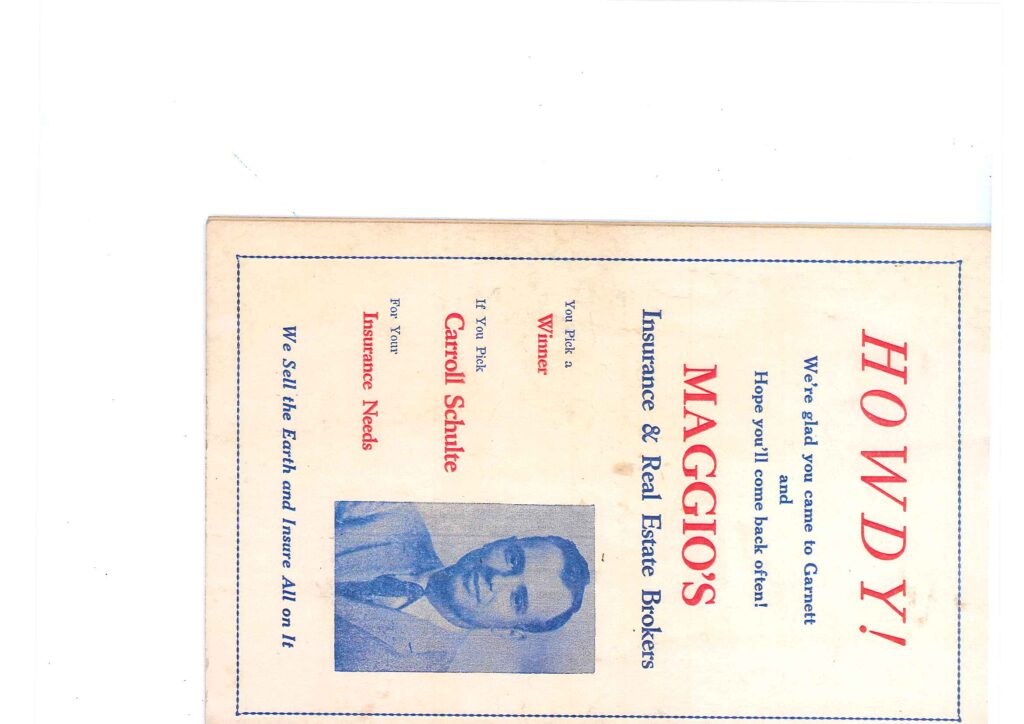 HOWDY!
We're glad you came to Garnett
and
Hope you'll come back often!
MAGGIO'S
Insurance & Real Estate Brokers
You Pick a
Winner
If You Pick
Carroll Schulte
For Your
Insurance Needs
We Sell the Earth and Insure All on It